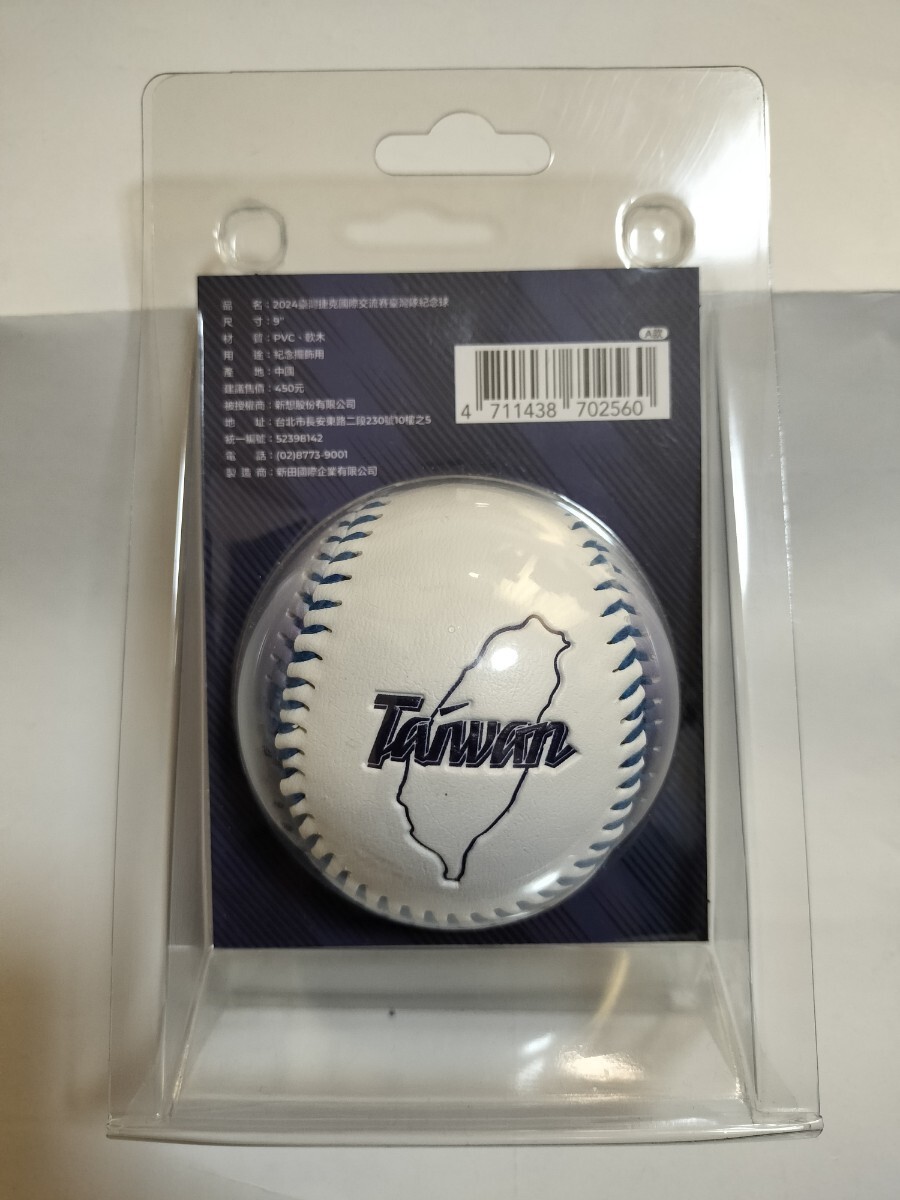 品名：2024臺灣捷克國際交流賽臺灣隊紀念球
尺寸：9"
材質：PVC、軟木
用途：紀念擺飾用
產地：中國
建議售價：450元
被授權商：新想股份有限公司
地址：台北市長安東路二段230號10樓之5
統一編號：52398142
電話：(02)8773-9001
製造商：新田國際企業有限公司
A款
4 711438 702560
Taiwan